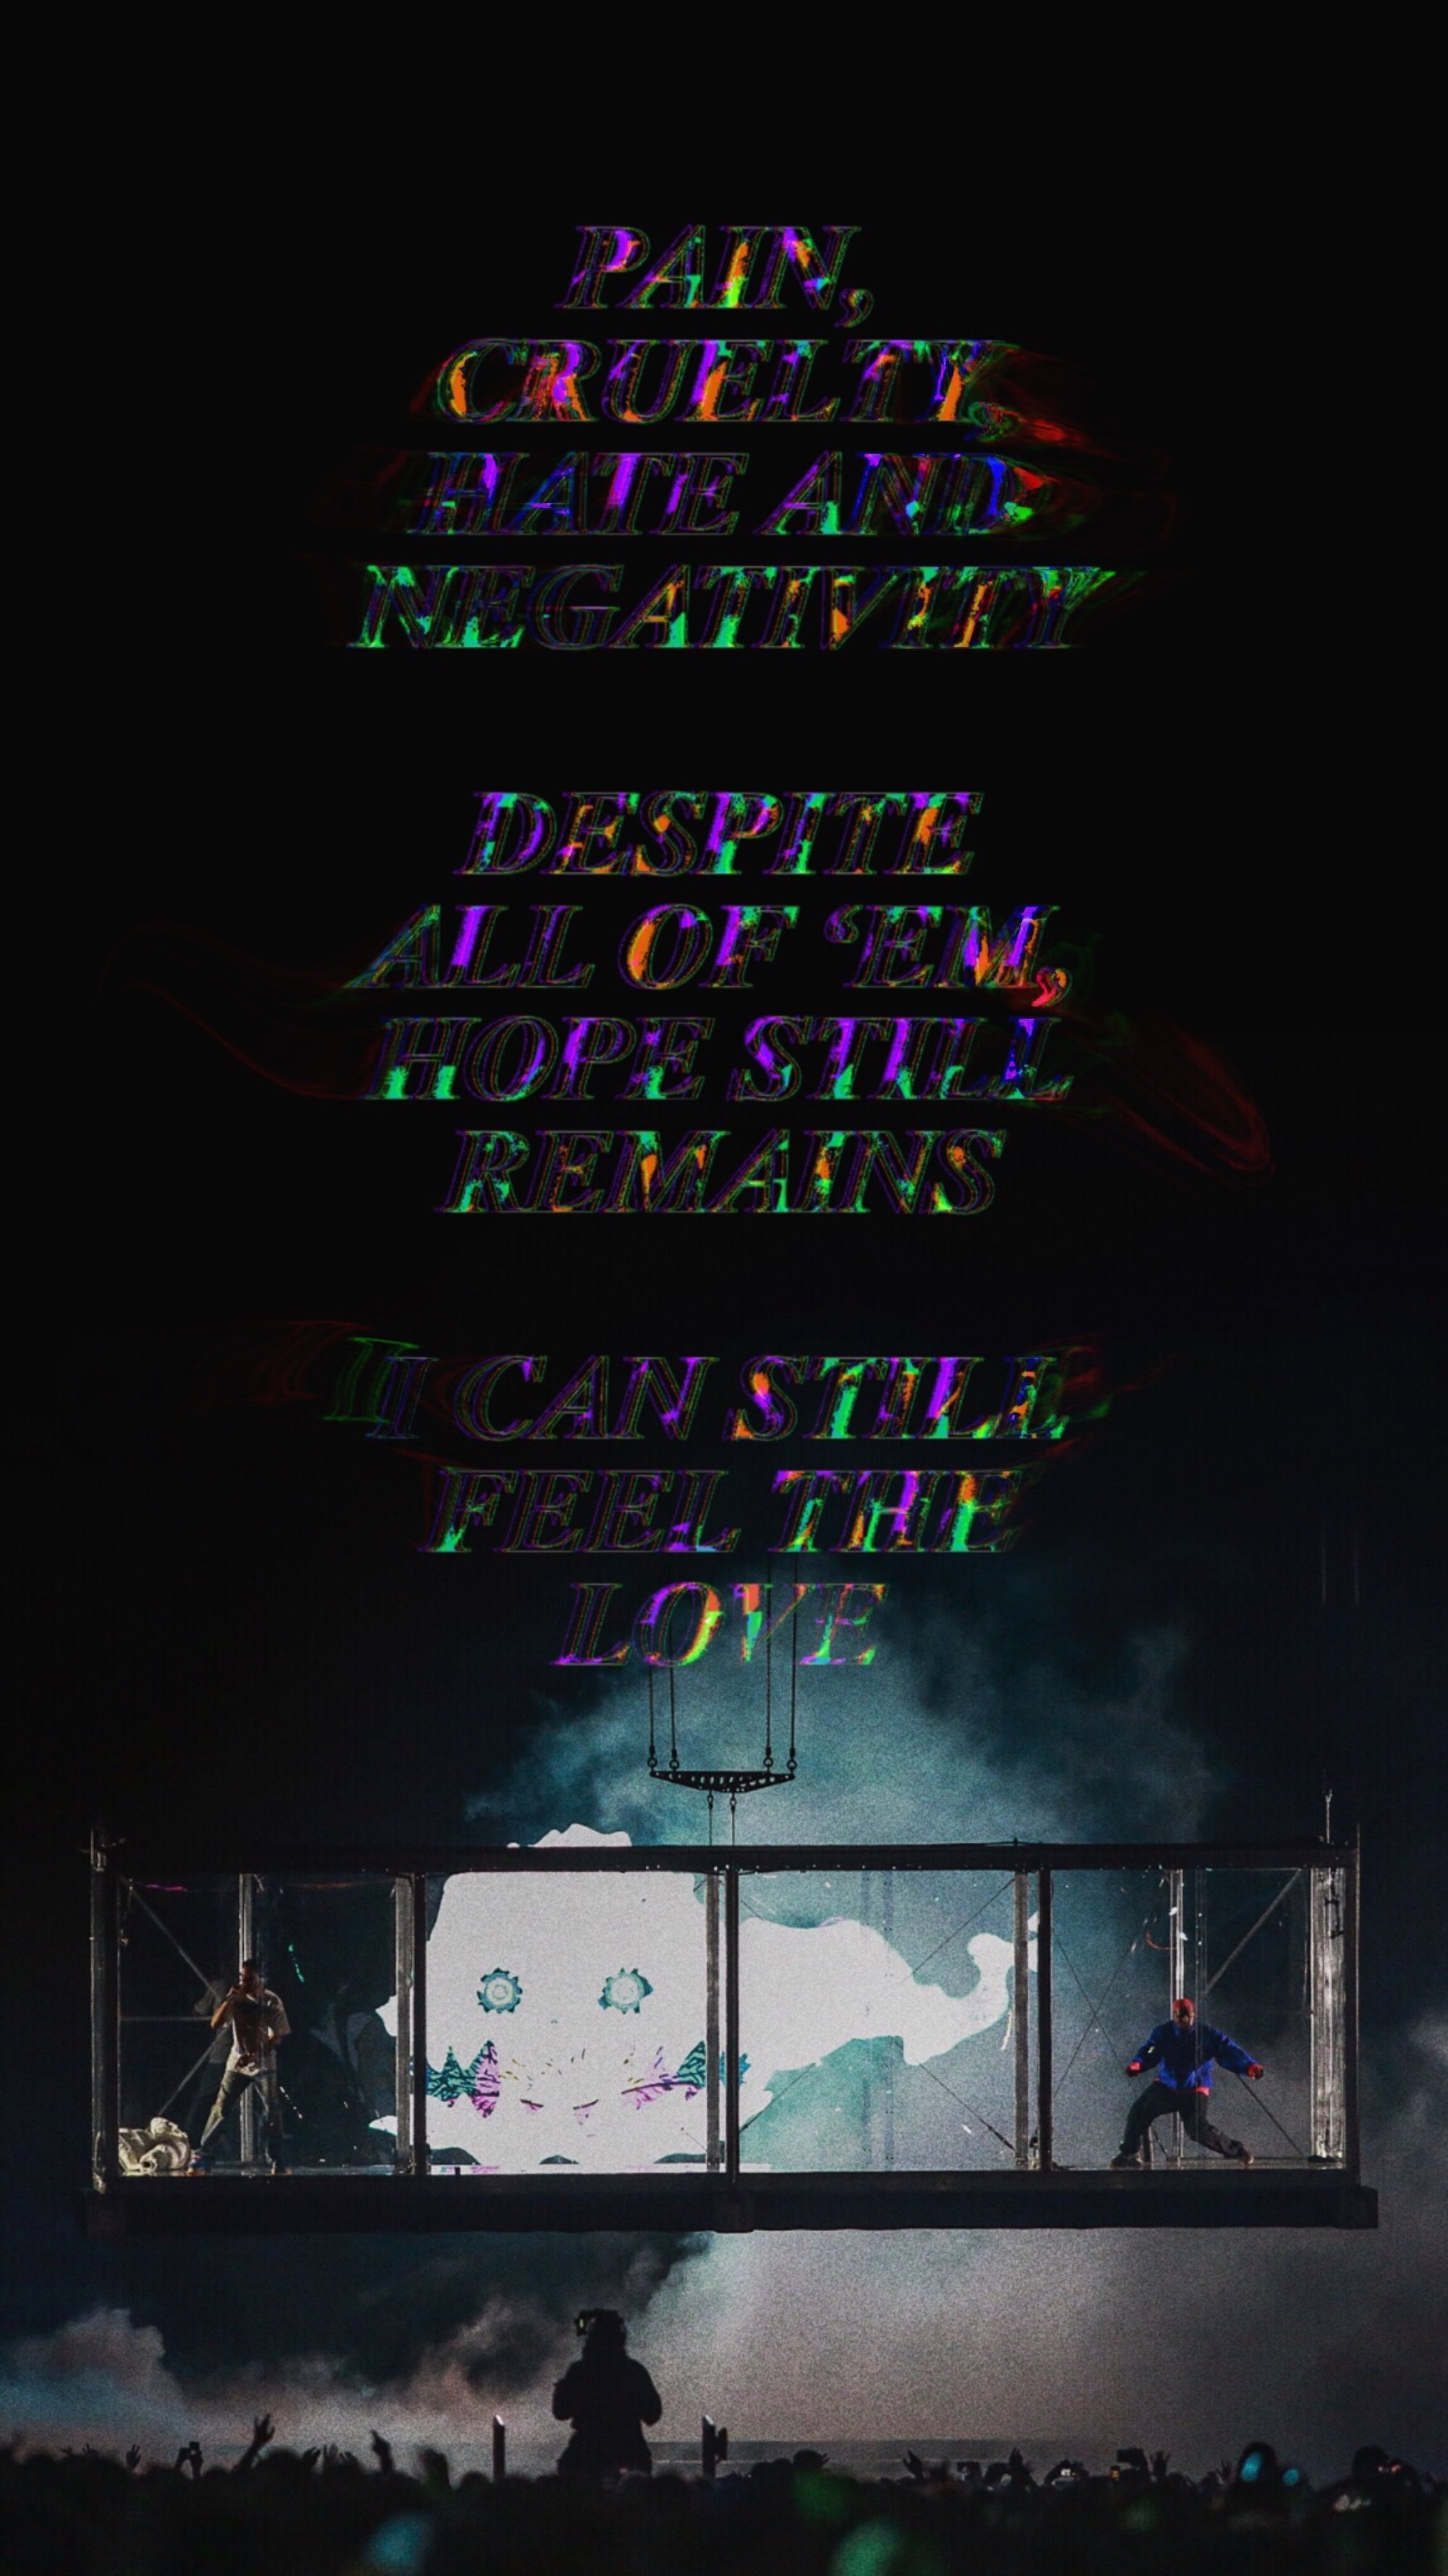 PAIN,
CRUELTY,
HATE AND
NEGATIVITY
DESPITE
ALL OF ‘EM,
HOPE STILL
REMAINS
I CAN STILL
FEEL THE
LOVE